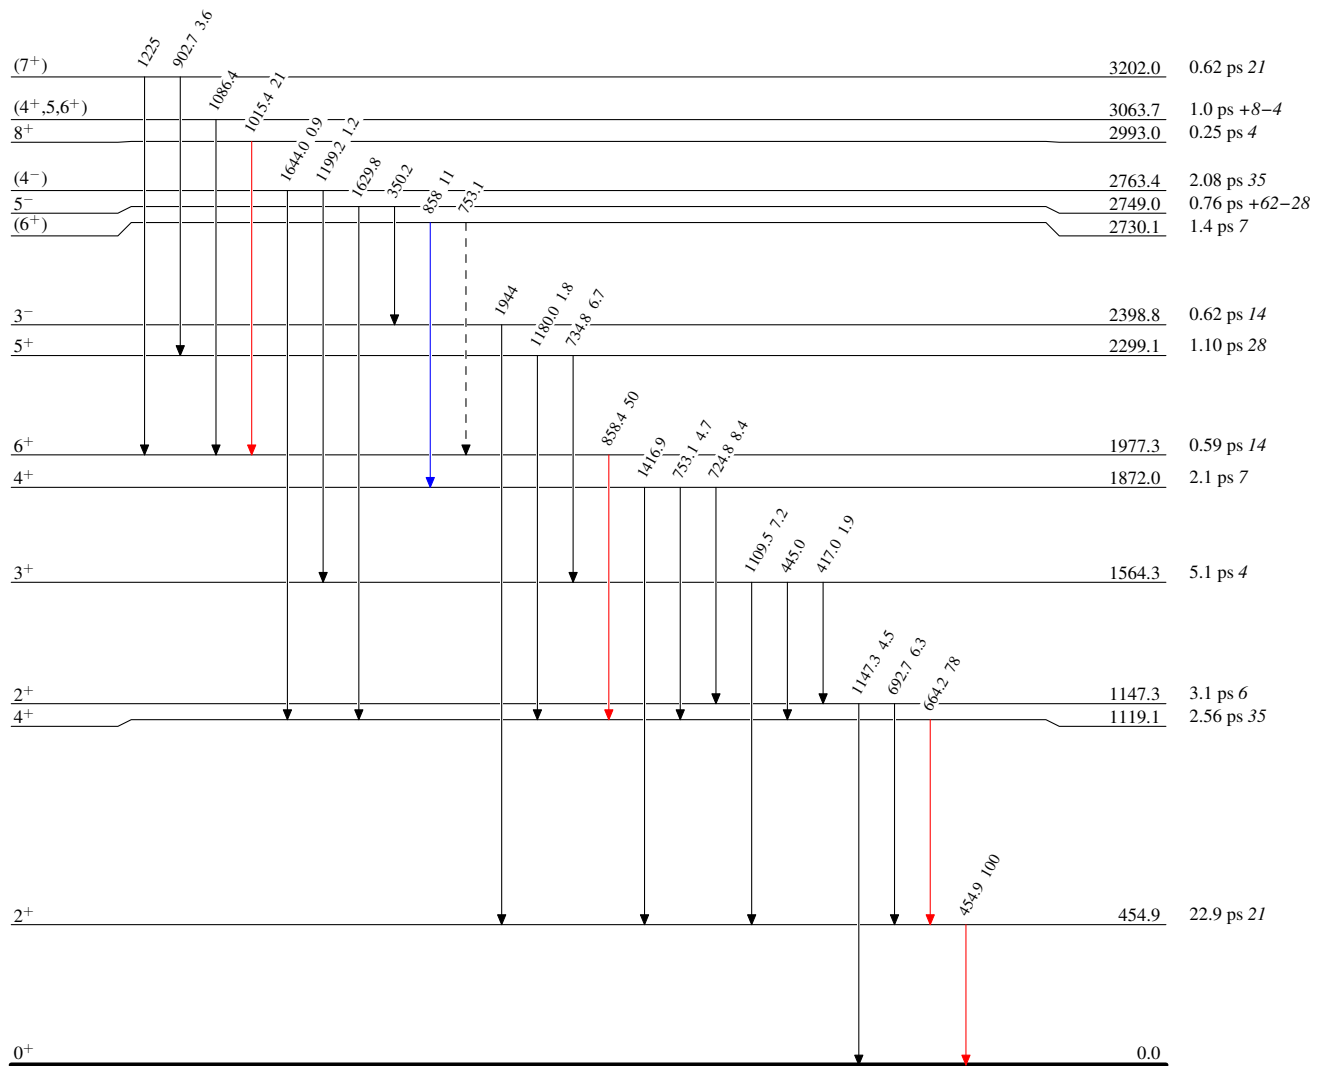 1225
902.7 3.6
(7⁺) 3202.0 0.62 ps 21
1086.4
(4⁺,5,6⁺) 3063.7 1.0 ps +8−4
1015.4 21
8⁺ 2993.0 0.25 ps 4
1644.0 0.9
1199.2 1.2
(4⁻) 2763.4 2.08 ps 35
1629.8
350.2
5⁻ 2749.0 0.76 ps +62−28
858 11
753.1
(6⁺) 2730.1 1.4 ps 7
1944
3⁻ 2398.8 0.62 ps 14
1180.0 1.8
734.8 6.7
5⁺ 2299.1 1.10 ps 28
858.4 50
6⁺ 1977.3 0.59 ps 14
1416.9
753.1 4.7
724.8 8.4
4⁺ 1872.0 2.1 ps 7
1109.5 7.2
445.0
417.0 1.9
3⁺ 1564.3 5.1 ps 4
1147.3 4.5
692.7 6.3
2⁺ 1147.3 3.1 ps 6
664.2 78
4⁺ 1119.1 2.56 ps 35
454.9 100
2⁺ 454.9 22.9 ps 21
0⁺ 0.0